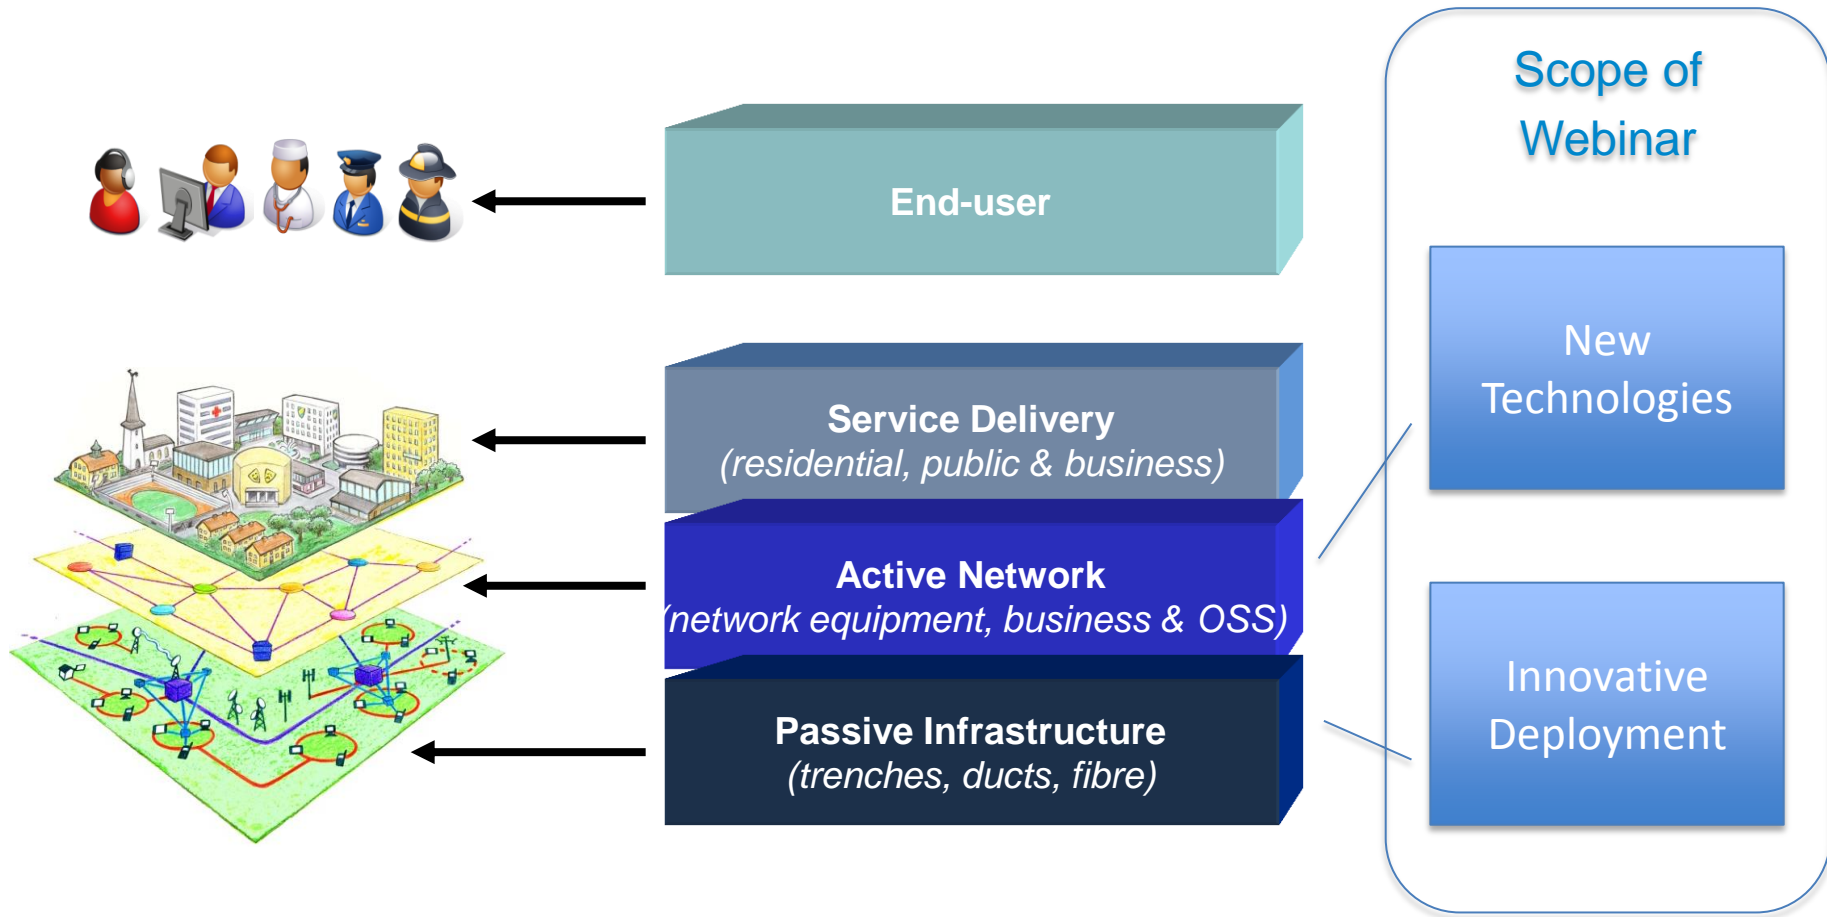 Scope of
Webinar
End-user
New
Technologies
Service Delivery
(residential, public & business)
Active Network
(network equipment, business & OSS)
Innovative
Deployment
Passive Infrastructure
(trenches, ducts, fibre)